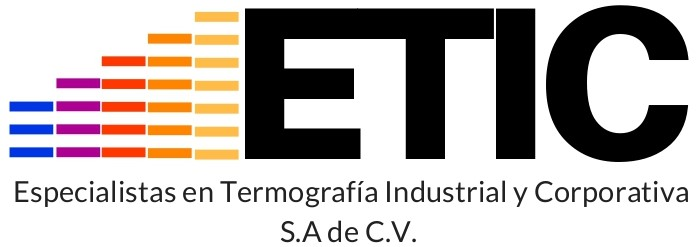 ETIC
Especialistas en Termografía Industrial y Corporativa
S.A de C.V.